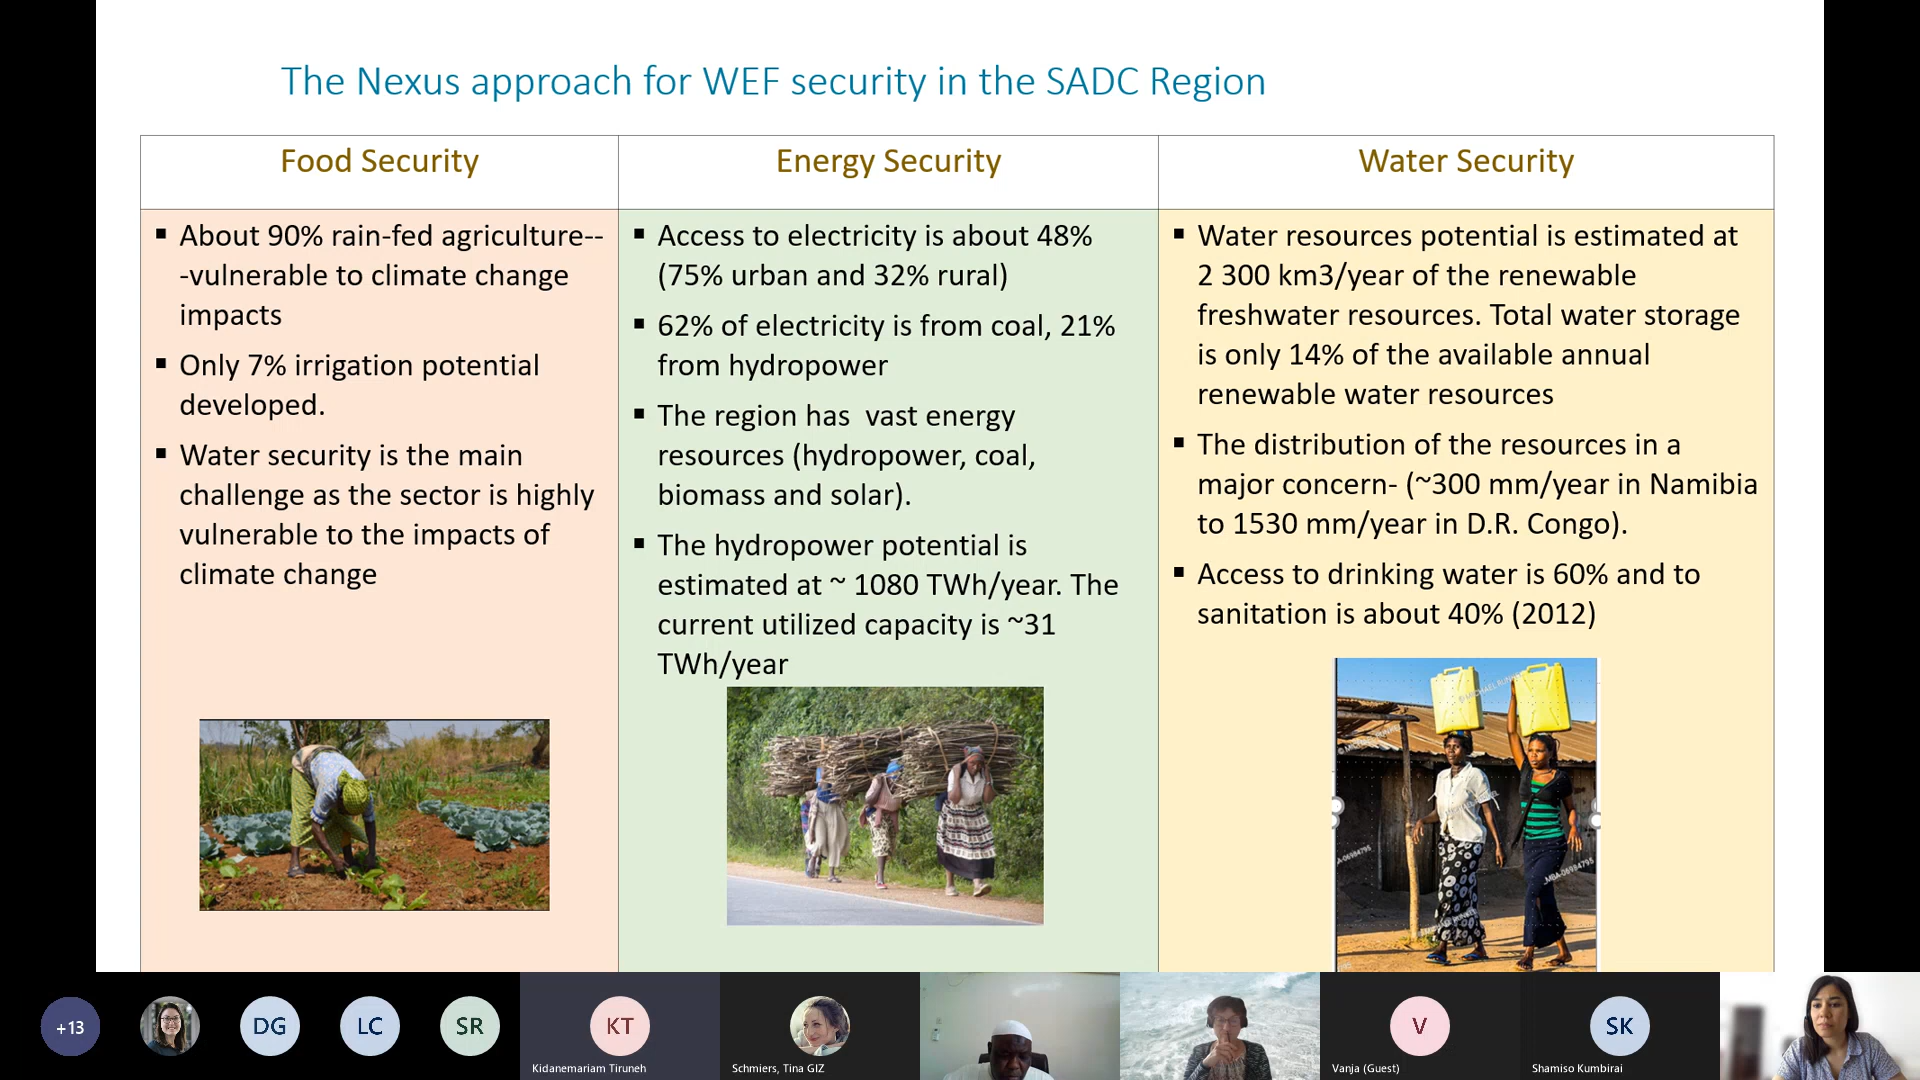 The Nexus approach for WEF security in the SADC Region
Food Security
Energy Security
Water Security
▪ About 90% rain-fed agriculture--
-vulnerable to climate change
impacts
▪ Only 7% irrigation potential
developed.
▪ Water security is the main
challenge as the sector is highly
vulnerable to the impacts of
climate change
▪ Access to electricity is about 48%
(75% urban and 32% rural)
▪ 62% of electricity is from coal, 21%
from hydropower
▪ The region has  vast energy
resources (hydropower, coal,
biomass and solar).
▪ The hydropower potential is
estimated at ~ 1080 TWh/year. The
current utilized capacity is ~31
TWh/year
▪ Water resources potential is estimated at
2 300 km3/year of the renewable
freshwater resources. Total water storage
is only 14% of the available annual
renewable water resources
▪ The distribution of the resources in a
major concern- (~300 mm/year in Namibia
to 1530 mm/year in D.R. Congo).
▪ Access to drinking water is 60% and to
sanitation is about 40% (2012)
+13
DG
LC
SR
KT
Kidanemariam Tiruneh
Schmiers, Tina GIZ
V
Vanja (Guest)
SK
Shamiso Kumbirai